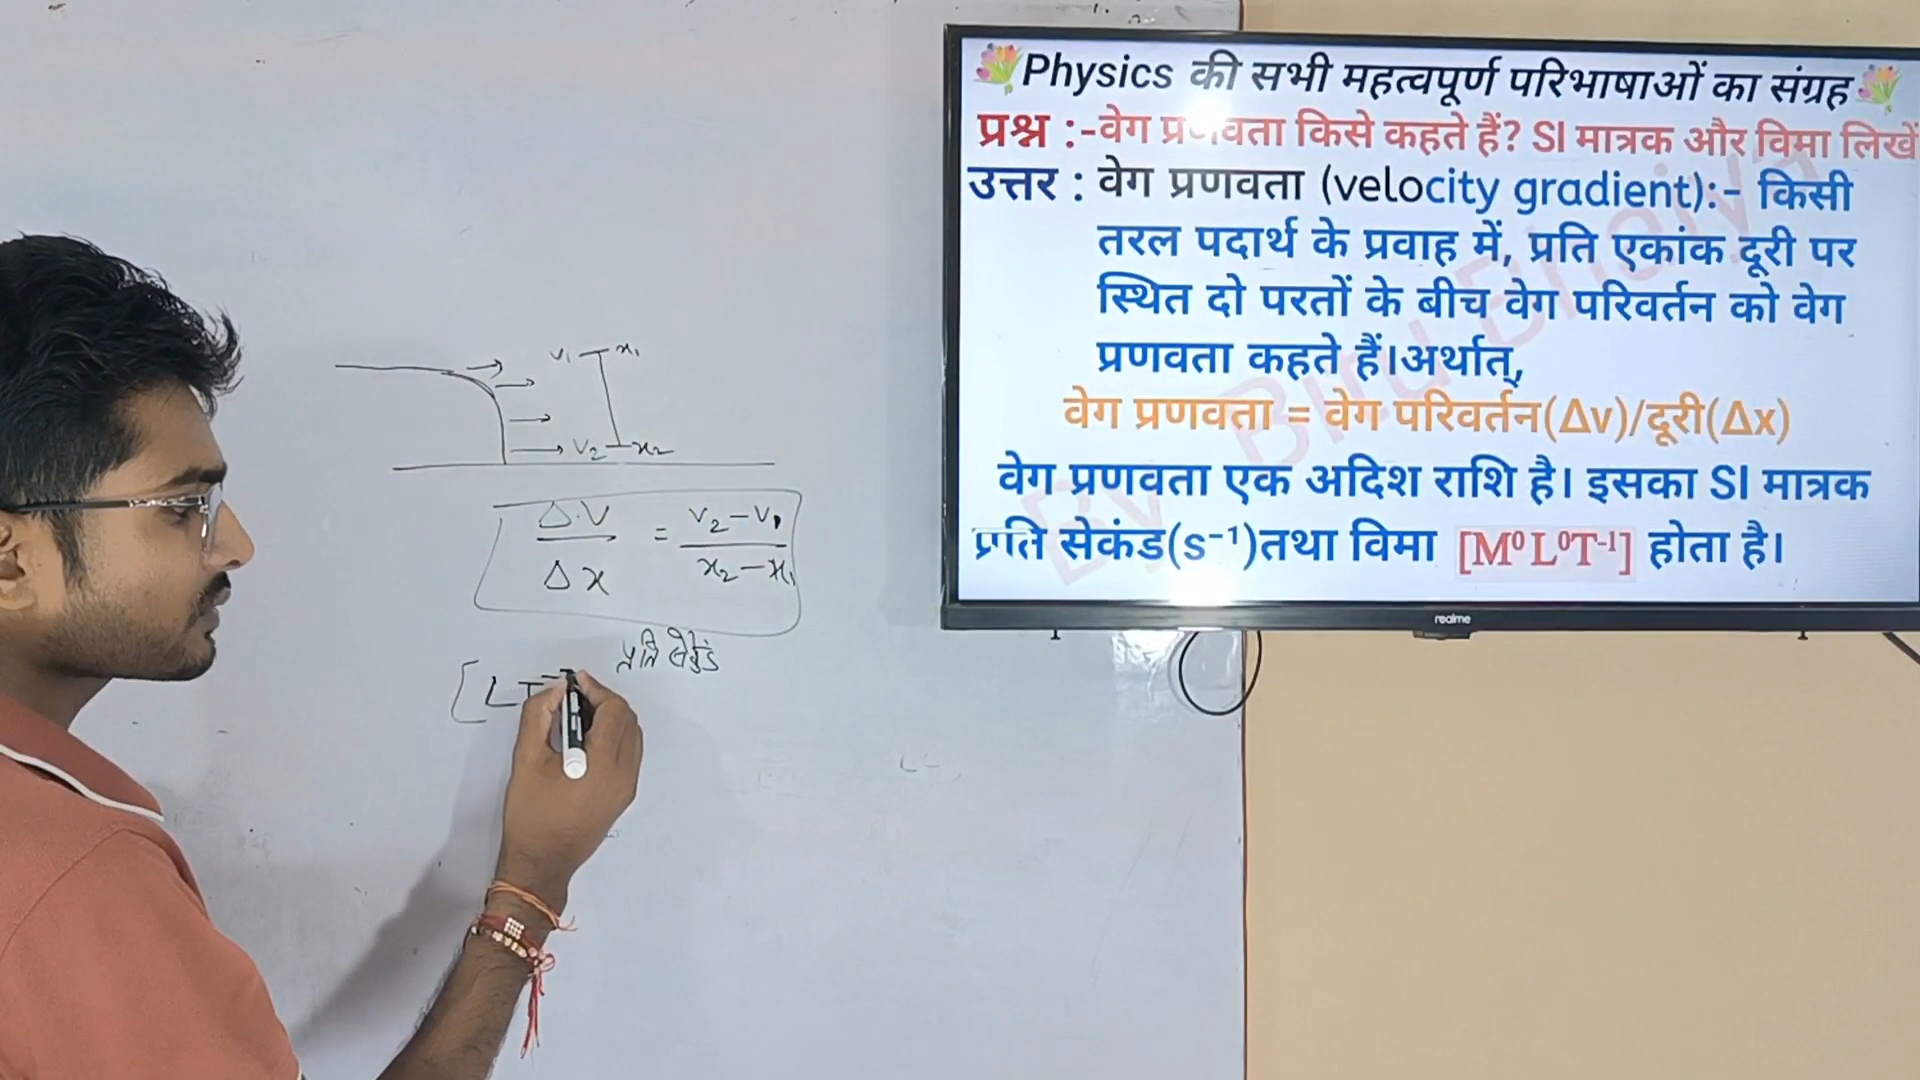 Physics की सभी महत्वपूर्ण परिभाषाओं का संग्रह
प्रश्न :-वेग प्रणवता किसे कहते हैं? SI मात्रक और विमा लिखें
उत्तर : वेग प्रणवता (velocity gradient):- किसी
तरल पदार्थ के प्रवाह में, प्रति एकांक दूरी पर
स्थित दो परतों के बीच वेग परिवर्तन को वेग
प्रणवता कहते हैं।अर्थात्,
वेग प्रणवता = वेग परिवर्तन(Δv)/दूरी(Δx)
वेग प्रणवता एक अदिश राशि है। इसका SI मात्रक
प्रति सेकंड(s⁻¹)तथा विमा [M⁰L⁰T⁻¹] होता है।
realme
V₁ x₁
V₂ x₂
ΔV/Δx = V₂-V₁/x₂-x₁
प्रति सेकंड
[LT